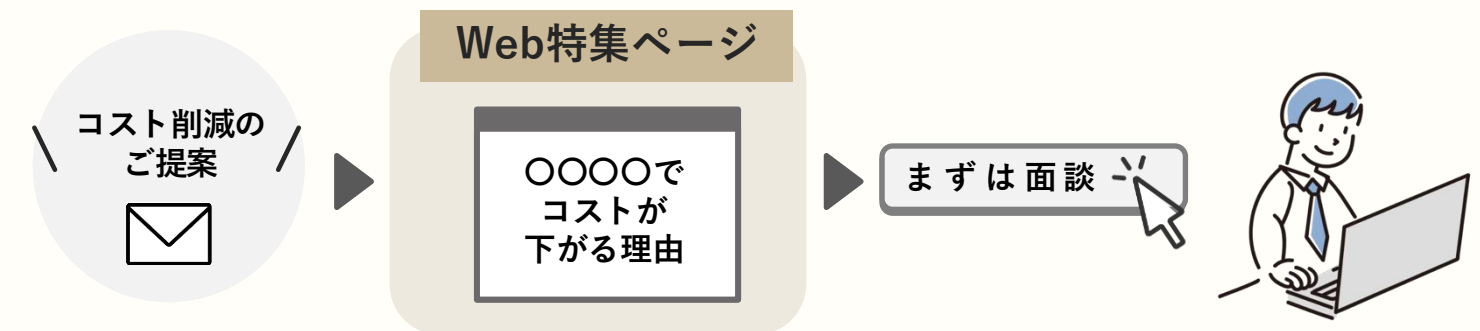 コスト削減の
ご提案
Web特集ページ
〇〇〇〇で
コストが
下がる理由
まずは面談